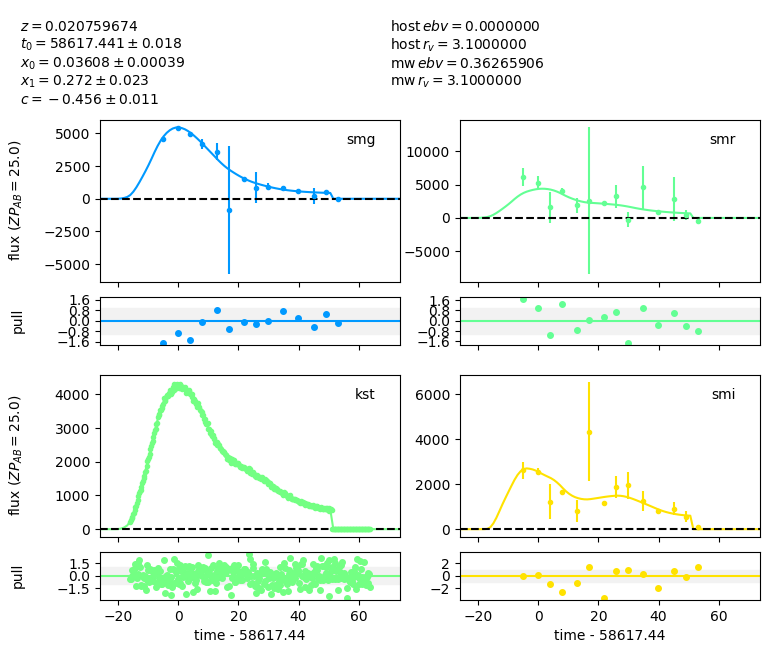 z = 0.020759674
t₀ = 58617.441 ± 0.018
x₀ = 0.03608 ± 0.00039
x₁ = 0.272 ± 0.023
c = −0.456 ± 0.011
host ebv = 0.0000000
host r_v = 3.1000000
mw ebv = 0.36265906
mw r_v = 3.1000000
flux (ZP_AB = 25.0)
5000
2500
0
−2500
−5000
smg
10000
5000
0
−5000
smr
pull
1.6
0.8
0.0
−0.8
−1.6
1.6
0.8
0.0
−0.8
−1.6
flux (ZP_AB = 25.0)
4000
3000
2000
1000
0
kst
6000
4000
2000
0
smi
pull
1.5
0.0
−1.5
2
0
−2
−20 0 20 40 60
−20 0 20 40 60
time - 58617.44
time - 58617.44